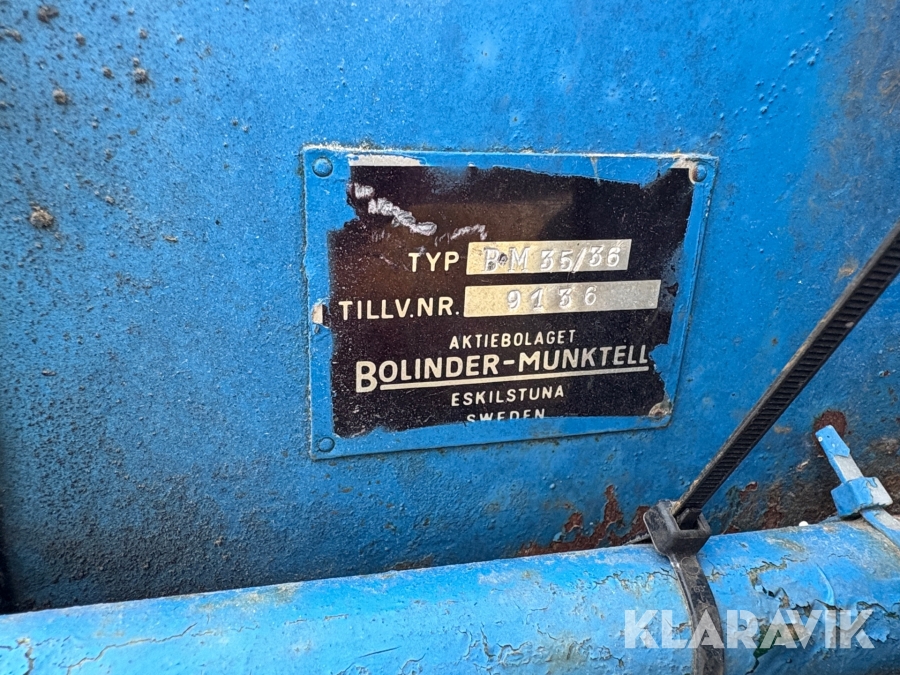 TYP BM 35/36
TILLV.NR. 9136
AKTIEBOLAGET
BOLINDER-MUNKTELL
ESKILSTUNA
SWEDEN
KLARAVIK